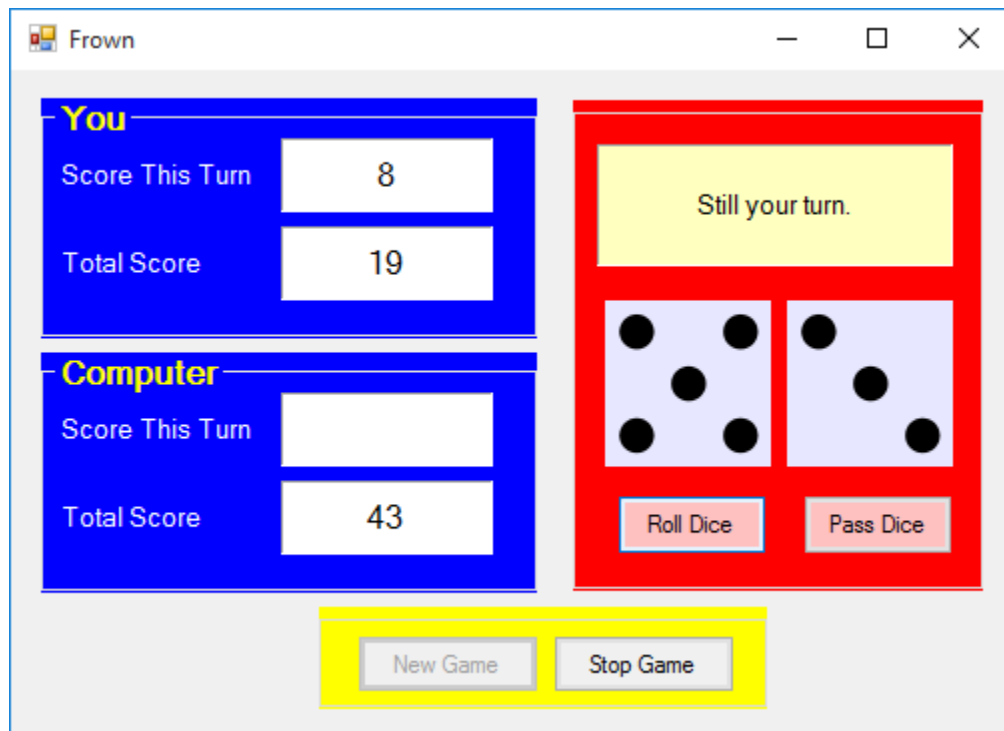 Frown
You
Score This Turn 8
Total Score 19
Computer
Score This Turn
Total Score 43
Still your turn.
Roll Dice Pass Dice
New Game Stop Game